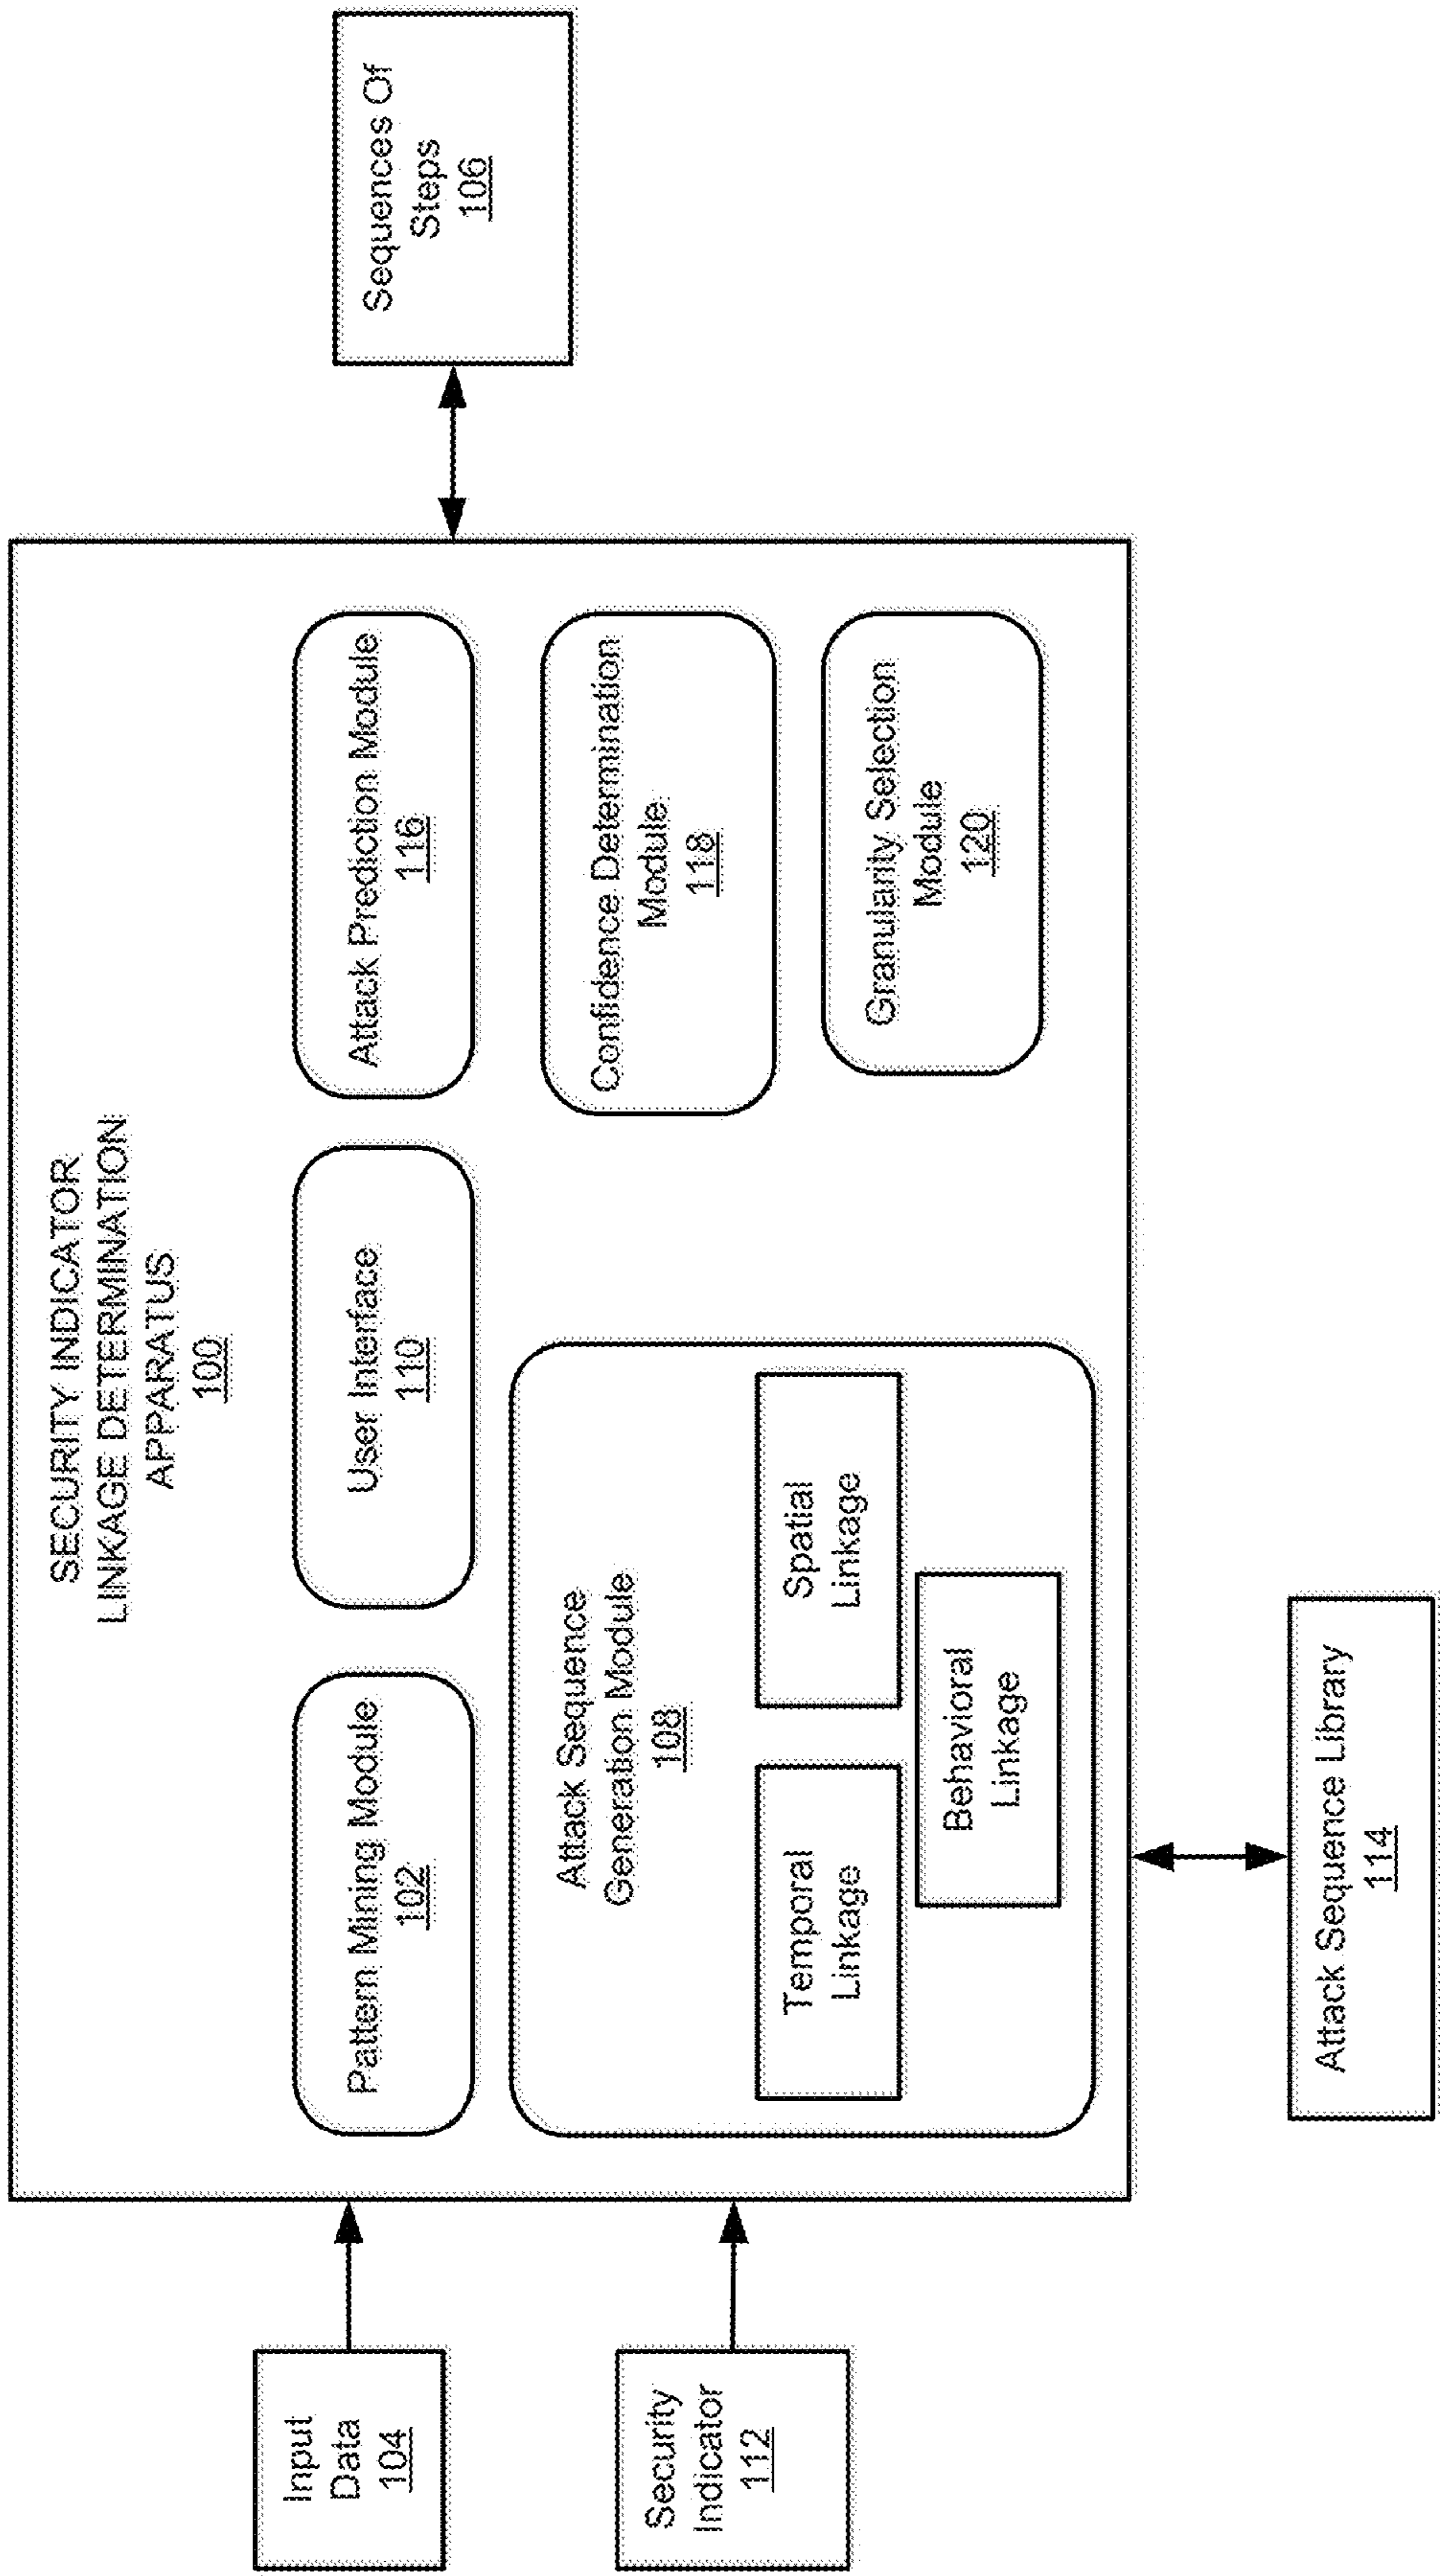 SECURITY INDICATOR
LINKAGE DETERMINATION
APPARATUS
100
Input
Data
104
Security
Indicator
112
Pattern Mining Module
102
User Interface
110
Attack Prediction Module
116
Attack Sequence
Generation Module
108
Temporal
Linkage
Spatial
Linkage
Behavioral
Linkage
Confidence Determination
Module
118
Granularity Selection
Module
120
Sequences Of
Steps
106
Attack Sequence Library
114